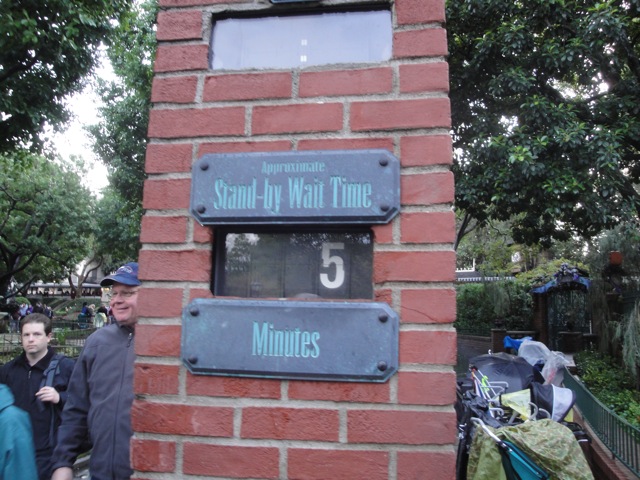 Approximate
Stand-by Wait Time
5
Minutes